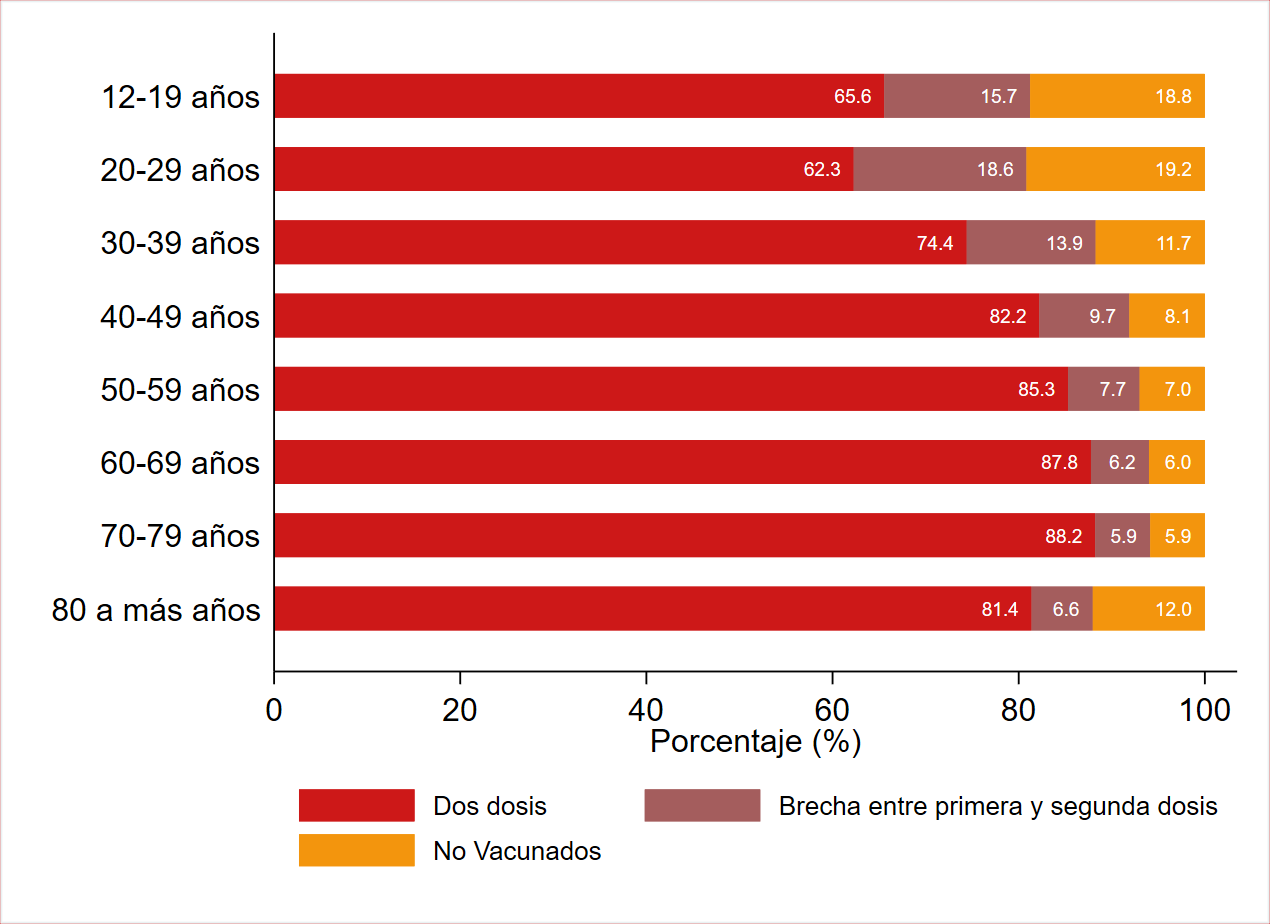 12-19 años 65.6 15.7 18.8
20-29 años 62.3 18.6 19.2
30-39 años 74.4 13.9 11.7
40-49 años 82.2 9.7 8.1
50-59 años 85.3 7.7 7.0
60-69 años 87.8 6.2 6.0
70-79 años 88.2 5.9 5.9
80 a más años 81.4 6.6 12.0
0 20 40 60 80 100
Porcentaje (%)
Dos dosis Brecha entre primera y segunda dosis
No Vacunados